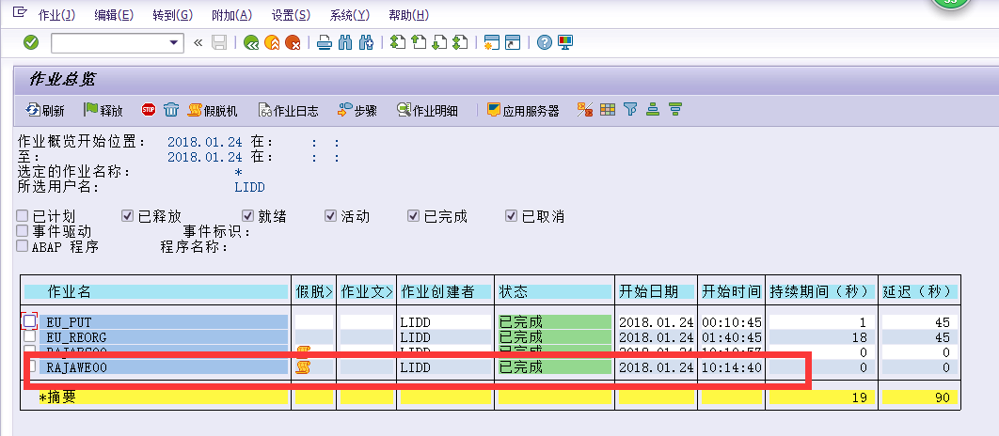 作业(J) 编辑(E) 转到(G) 附加(A) 设置(S) 系统(Y) 帮助(H)
作业总览
刷新 释放 STOP 假脱机 作业日志 步骤 作业明细 应用服务器
作业概览开始位置: 2018.01.24 在: : :
至: 2018.01.24 在: : :
选定的作业名称: *
所选用户名: LIDD
已计划 已释放 就绪 活动 已完成 已取消
事件驱动 事件标识:
ABAP 程序 程序名称:
作业名 假脱> 作业文> 作业创建者 状态 开始日期 开始时间 持续期间(秒) 延迟(秒)
EU_PUT LIDD 已完成 2018.01.24 00:10:45 1 45
EU_REORG LIDD 已完成 2018.01.24 01:40:45 18 45
LIDD 已完成 2018.01.24 0 0
RAJAWE00 LIDD 已完成 2018.01.24 10:14:40 0 0
*摘要 19 90